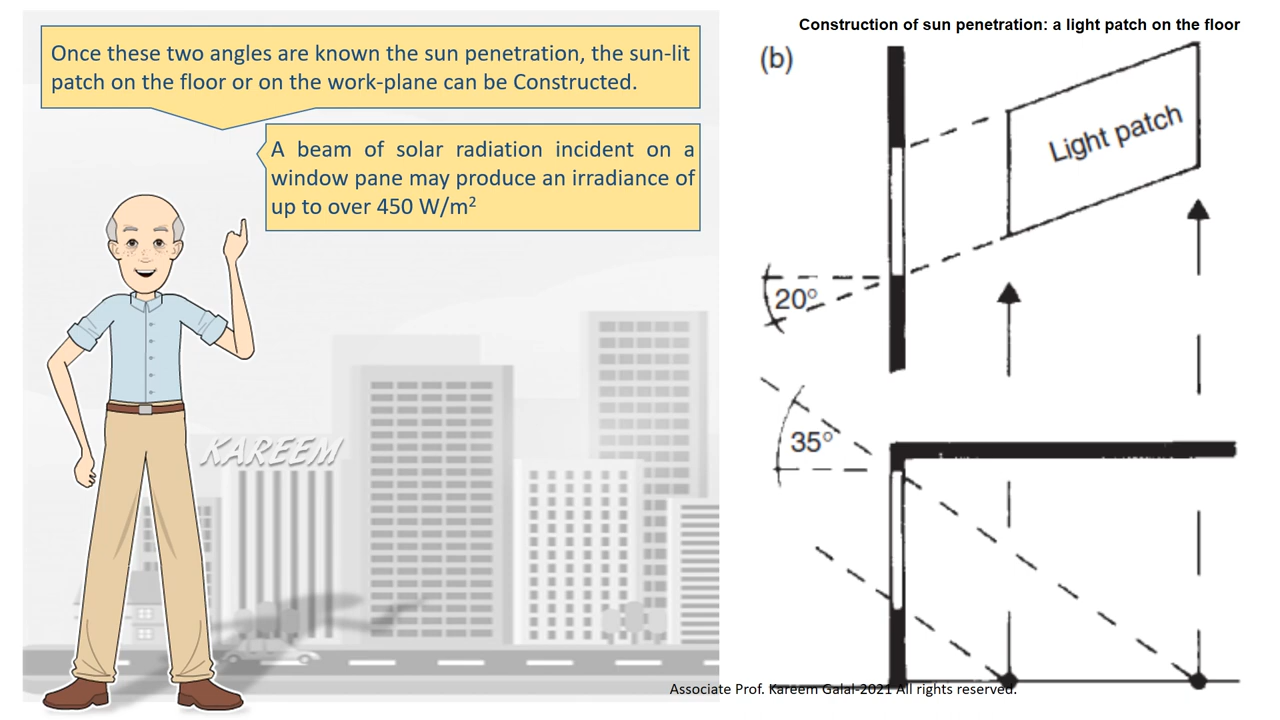 Once these two angles are known the sun penetration, the sun-lit
patch on the floor or on the work-plane can be Constructed.
A beam of solar radiation incident on a
window pane may produce an irradiance of
up to over 450 W/m²
KAREEM
Construction of sun penetration: a light patch on the floor
(b)
Light patch
20°
35°
Associate Prof. Kareem Galal-2021 All rights reserved.